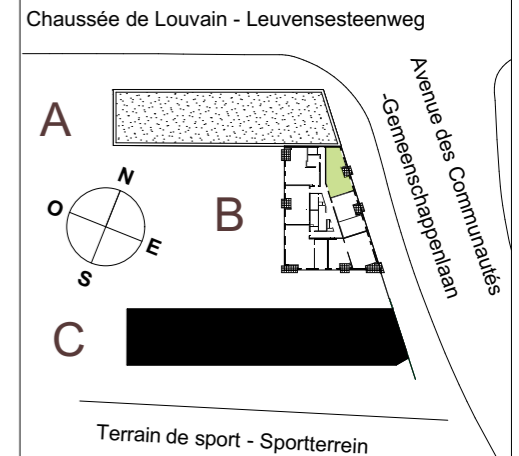 Chaussée de Louvain - Leuvensesteenweg
Avenue des Communautés
-Gemeenschappenlaan
A
B
N
O
E
S
C
Terrain de sport - Sportterrein